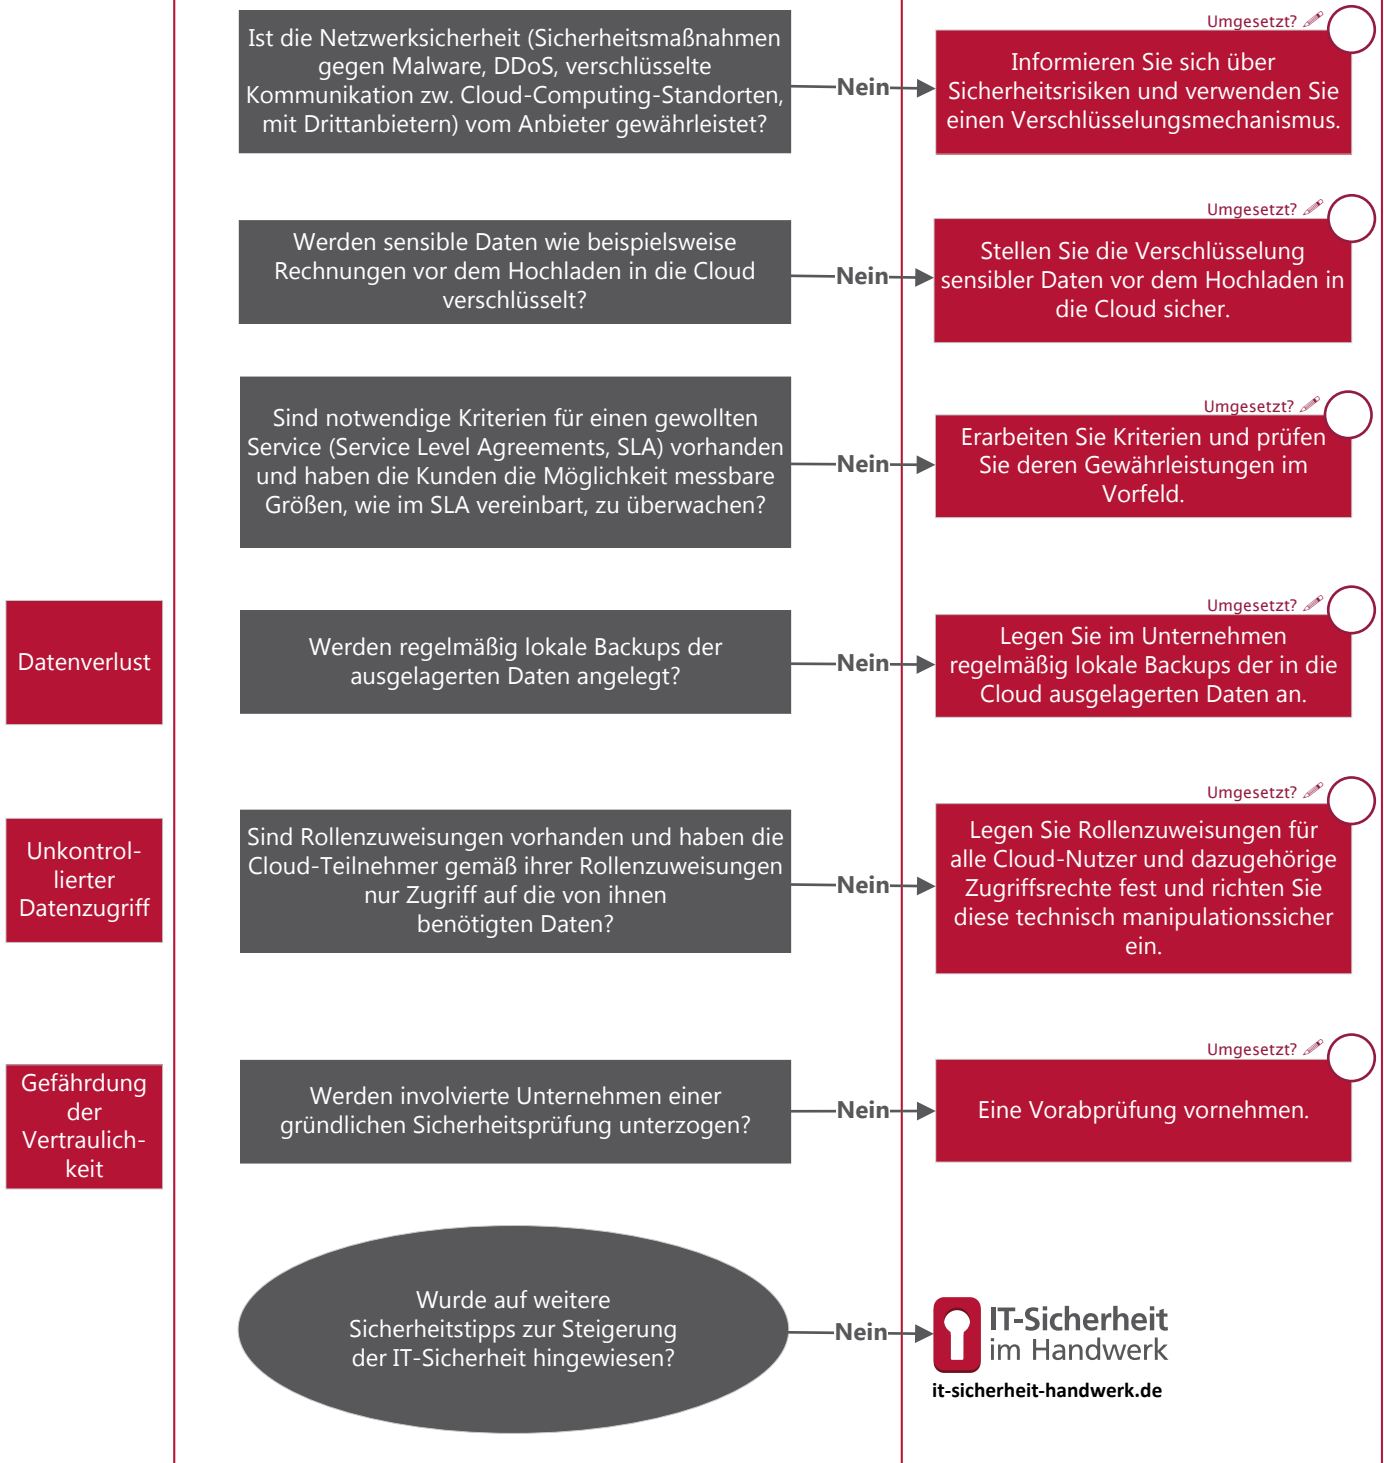 Ist die Netzwerksicherheit (Sicherheitsmaßnahmen
gegen Malware, DDoS, verschlüsselte
Kommunikation zw. Cloud-Computing-Standorten,
mit Drittanbietern) vom Anbieter gewährleistet?
Nein
Umgesetzt?
Informieren Sie sich über
Sicherheitsrisiken und verwenden Sie
einen Verschlüsselungsmechanismus.
Werden sensible Daten wie beispielsweise
Rechnungen vor dem Hochladen in die Cloud
verschlüsselt?
Nein
Umgesetzt?
Stellen Sie die Verschlüsselung
sensibler Daten vor dem Hochladen in
die Cloud sicher.
Sind notwendige Kriterien für einen gewollten
Service (Service Level Agreements, SLA) vorhanden
und haben die Kunden die Möglichkeit messbare
Größen, wie im SLA vereinbart, zu überwachen?
Nein
Umgesetzt?
Erarbeiten Sie Kriterien und prüfen
Sie deren Gewährleistungen im
Vorfeld.
Datenverlust
Werden regelmäßig lokale Backups der
ausgelagerten Daten angelegt?
Nein
Umgesetzt?
Legen Sie im Unternehmen
regelmäßig lokale Backups der in die
Cloud ausgelagerten Daten an.
Unkontrol-
lierter
Datenzugriff
Sind Rollenzuweisungen vorhanden und haben die
Cloud-Teilnehmer gemäß ihrer Rollenzuweisungen
nur Zugriff auf die von ihnen
benötigten Daten?
Nein
Umgesetzt?
Legen Sie Rollenzuweisungen für
alle Cloud-Nutzer und dazugehörige
Zugriffsrechte fest und richten Sie
diese technisch manipulationssicher
ein.
Gefährdung
der
Vertraulich-
keit
Werden involvierte Unternehmen einer
gründlichen Sicherheitsprüfung unterzogen?
Nein
Umgesetzt?
Eine Vorabprüfung vornehmen.
Wurde auf weitere
Sicherheitstipps zur Steigerung
der IT-Sicherheit hingewiesen?
Nein
IT-Sicherheit
im Handwerk
it-sicherheit-handwerk.de